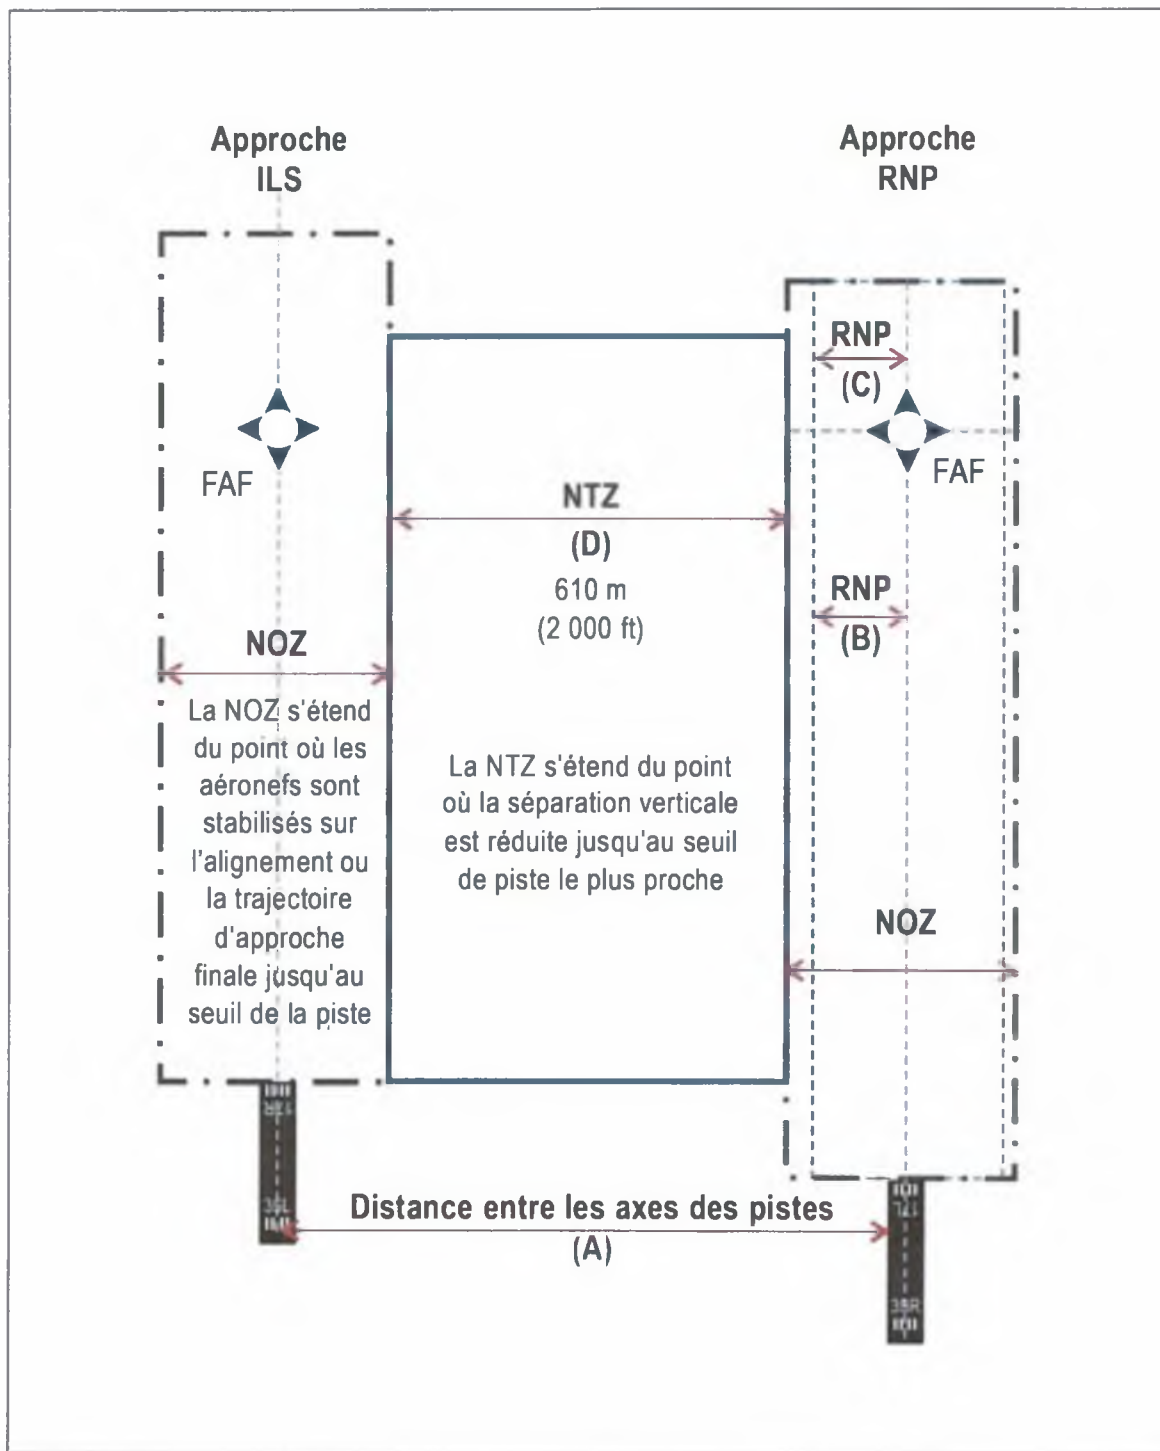 Approche
ILS
Approche
RNP
RNP
(C)
FAF
FAF
NTZ
(D)
610 m
(2 000 ft)
RNP
(B)
NOZ
La NOZ s'étend
du point où les
aéronefs sont
stabilisés sur
l'alignement ou
la trajectoire
d'approche
finale jusqu'au
seuil de la piste
La NTZ s'étend du point
où la séparation verticale
est réduite jusqu'au seuil
de piste le plus proche
NOZ
17L
Distance entre les axes des pistes
(A)